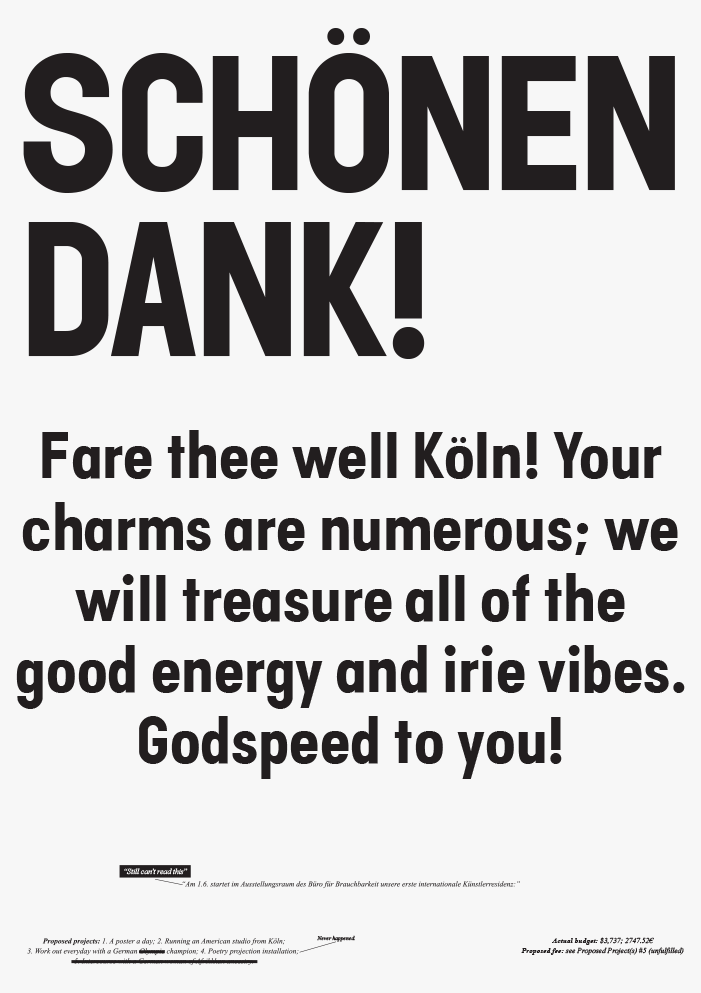 SCHÖNEN
DANK!
Fare thee well Köln! Your
charms are numerous; we
will treasure all of the
good energy and irie vibes.
Godspeed to you!
"Still can't read this"
"Am 1.6. startet im Ausstellungsraum des Büro für Brauchbarkeit unsere erste internationale Künstlerresidenz:"
Never happened
Proposed projects: 1. A poster a day; 2. Running an American studio from Köln;
3. Work out everyday with a German Olympic champion; 4. Poetry projection installation;
Actual budget: $3,737; 2747.52€
Proposed fee: see Proposed Project(s) #5 (unfulfilled)